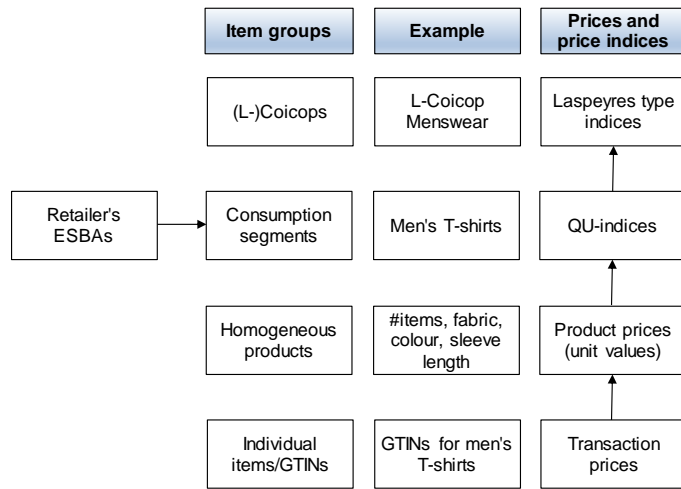 Item groups
Example
Prices and
price indices
(L-)Coicops
L-Coicop
Menswear
Laspeyres type
indices
Retailer's
ESBAs
Consumption
segments
Men's T-shirts
QU-indices
Homogeneous
products
#items, fabric,
colour, sleeve
length
Product prices
(unit values)
Individual
items/GTINs
GTINs for men's
T-shirts
Transaction
prices